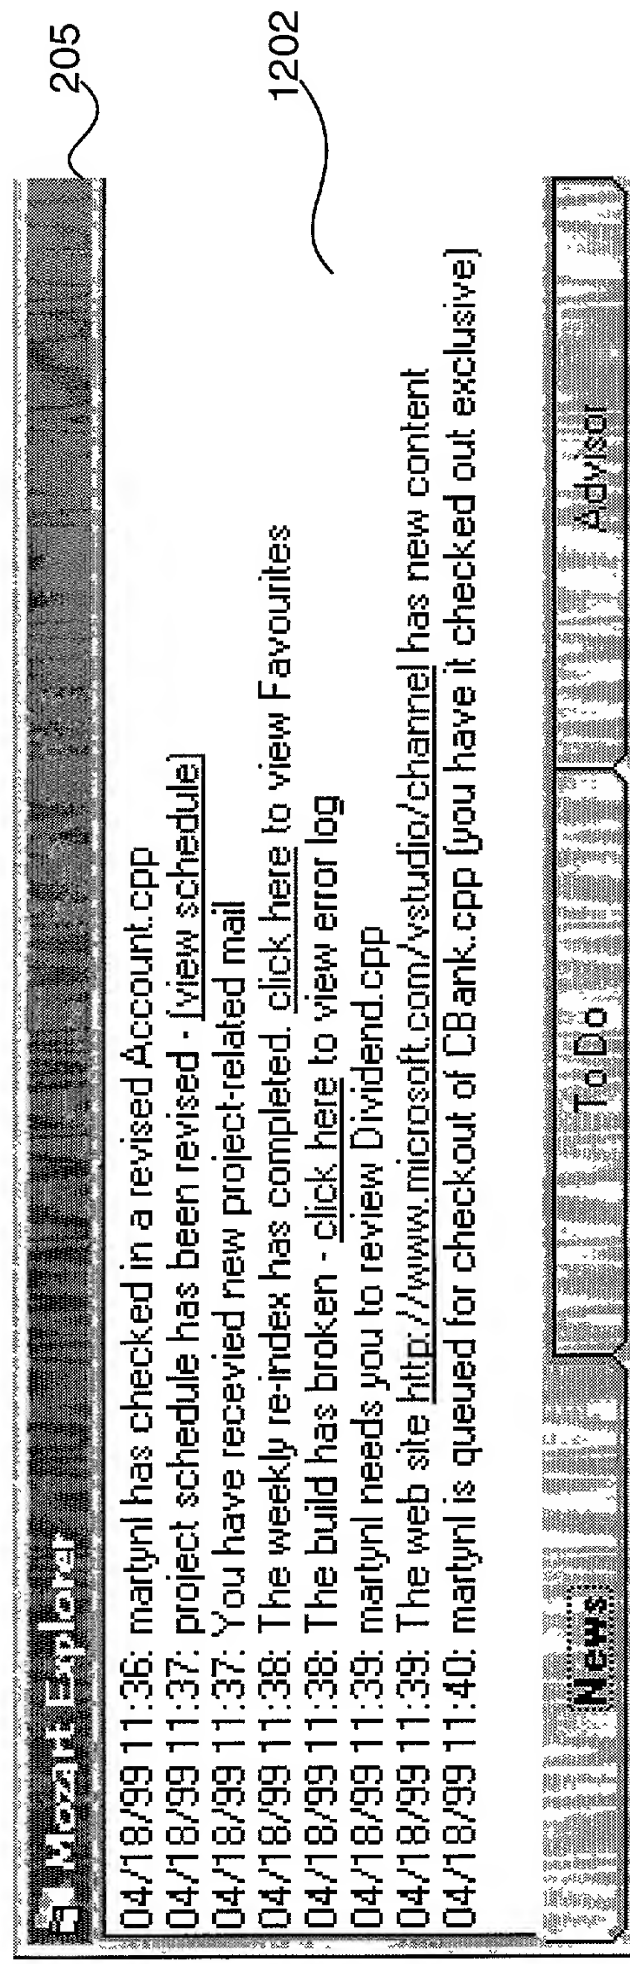 205
1202
Mozart Explorer
04/18/99 11:36: martynl has checked in a revised Account.cpp
04/18/99 11:37: project schedule has been revised - (view schedule)
04/18/99 11:37: You have recevied new project-related mail
04/18/99 11:38: The weekly re-index has completed. click here to view Favourites
04/18/99 11:38: The build has broken - click here to view error log
04/18/99 11:39: martynl needs you to review Dividend.cpp
04/18/99 11:39: The web site http://www.microsoft.com/vstudio/channel has new content
04/18/99 11:40: martynl is queued for checkout of CBank.cpp (you have it checked out exclusive)
News
To Do
Advisor